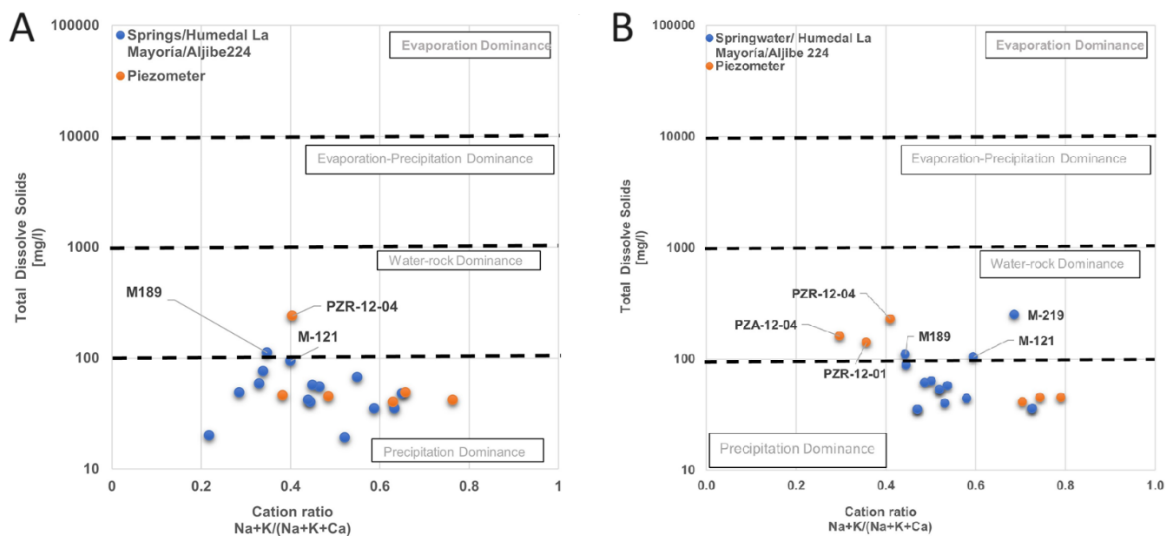 A
100000
10000
1000
100
10
Total Dissolve Solids
[mg/l]
Springs/Humedal La
Mayoría/Aljibe224
Piezometer
Evaporation Dominance
Evaporation-Precipitation Dominance
Water-rock Dominance
M189
PZR-12-04
M-121
Precipitation Dominance
0
0.2
0.4
0.6
0.8
1
Cation ratio
Na+K/(Na+K+Ca)
B
100000
10000
1000
100
10
Total Dissolve Solids
[mg/l]
Springwater/ Humedal La
Mayoría/Aljibe 224
Piezometer
Evaporation Dominance
Evaporation-Precipitation Dominance
Water-rock Dominance
PZR-12-04
PZA-12-04
M189
M-219
M-121
PZR-12-01
Precipitation Dominance
0.0
0.2
0.4
0.6
0.8
1.0
Cation ratio
Na+K/(Na+K+Ca)